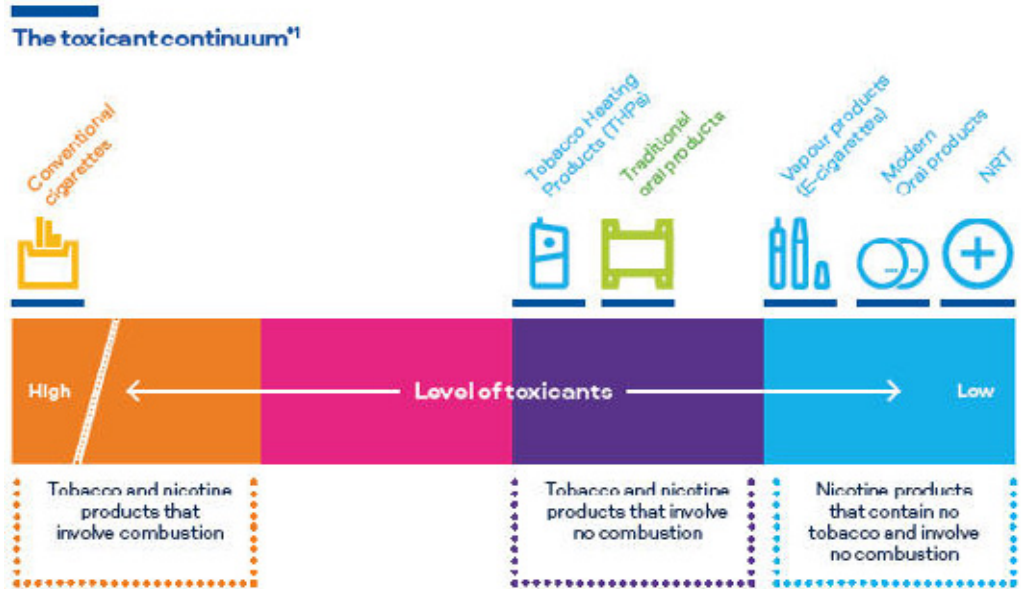 The toxicant continuum*1
Conventional
cigarettes
Tobacco Heating
Products (THPs)
Traditional
oral products
Vapour products
(E-cigarettes)
Modern
Oral products
NRT
High
Level of toxicants
Low
Tobacco and nicotine
products that
involve combustion
Tobacco and nicotine
products that involve
no combustion
Nicotine products
that contain no
tobacco and involve
no combustion